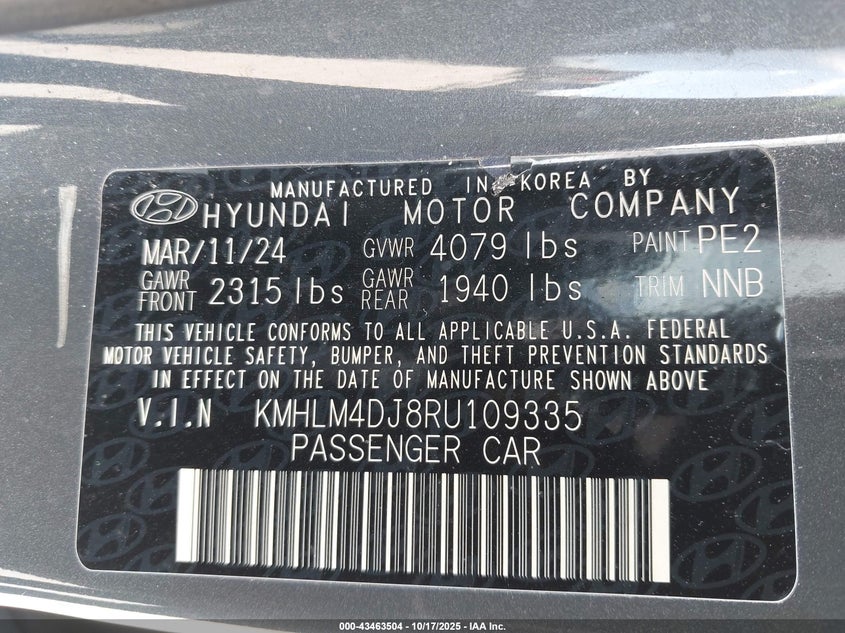 MANUFACTURED IN KOREA BY
HYUNDAI MOTOR COMPANY
MAR/11/24 GVWR 4079 lbs PAINT PE2
GAWR FRONT 2315 lbs GAWR REAR 1940 lbs TRIM NNB
THIS VEHICLE CONFORMS TO ALL APPLICABLE U.S.A. FEDERAL
MOTOR VEHICLE SAFETY, BUMPER, AND THEFT PREVENTION STANDARDS
IN EFFECT ON THE DATE OF MANUFACTURE SHOWN ABOVE
V.I.N KMHLM4DJ8RU109335
PASSENGER CAR
000-43463504 | 10/17/2025 - IAA Inc.